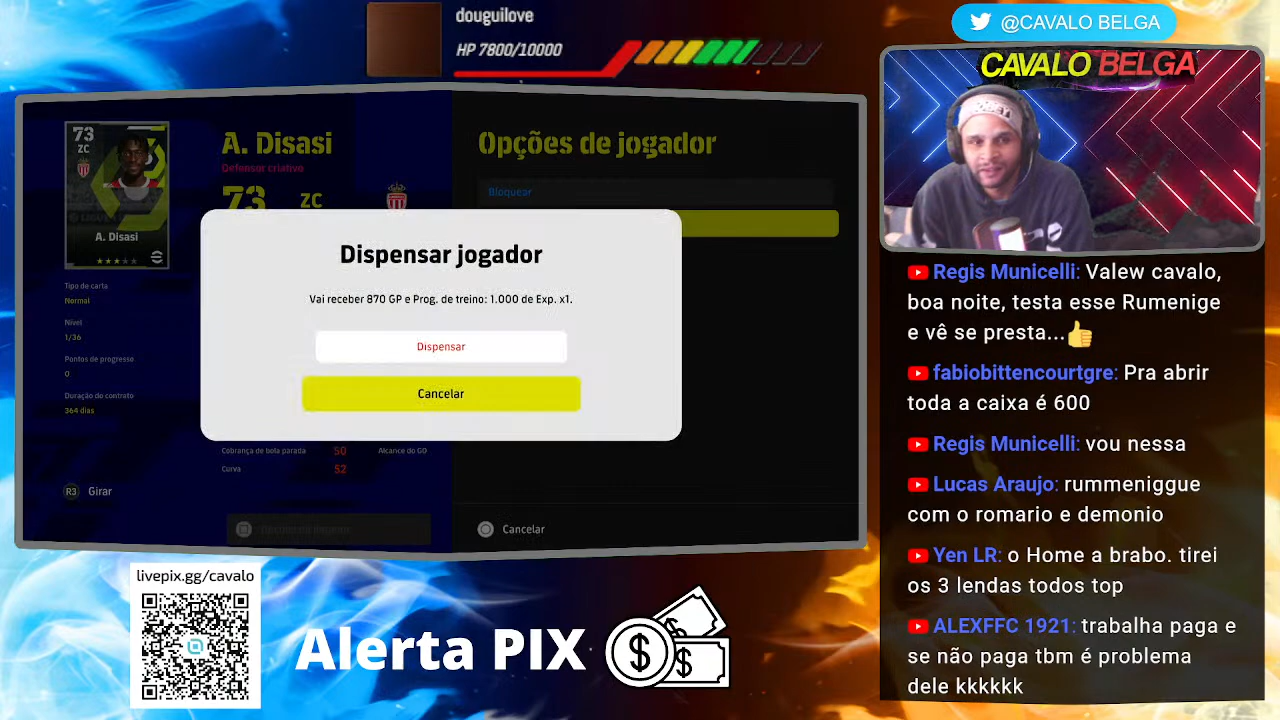 douguilove
HP 7800/10000
@CAVALO BELGA
CAVALO BELGA
73
ZC
A. Disasi
A. Disasi
Defensor criativo
73 ZC
Tipo de carta
Normal
Nível
1/36
Pontos de progresso
0
Duração do contrato
364 dias
Cobrança de bola parada 50 Alcance do GO
Curva 52
R3 Girar
Opções de jogador
Bloquear
Cancelar
Dispensar jogador
Vai receber 870 GP e Prog. de treino: 1.000 de Exp. x1.
Dispensar
Cancelar
Regis Municelli: Valew cavalo,
boa noite, testa esse Rumenige
e vê se presta...👍
fabiobittencourtgre: Pra abrir
toda a caixa é 600
Regis Municelli: vou nessa
Lucas Araujo: rummeniggue
com o romario e demonio
Yen LR: o Home a brabo. tirei
os 3 lendas todos top
ALEXFFC 1921: trabalha paga e
se não paga tbm é problema
dele kkkkkk
livepix.gg/cavalo
Alerta PIX